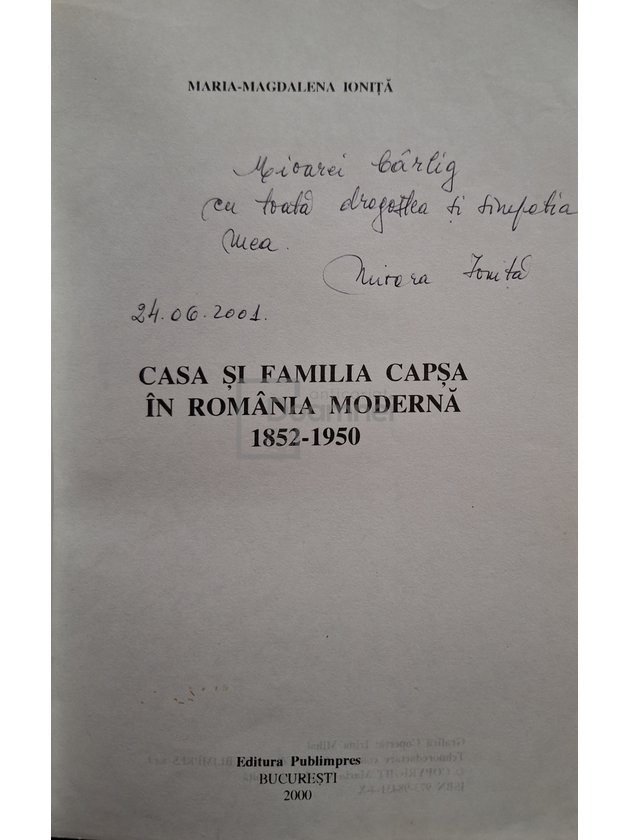 MARIA-MAGDALENA IONIȚĂ
Mioarei Cârlig
cu toată dragostea și simpatia
mea.
Ioniță
24.06.2001.
CASA ȘI FAMILIA CAPȘA
ÎN ROMÂNIA MODERNĂ
1852-1950
Editura Publimpres
BUCUREȘTI
2000